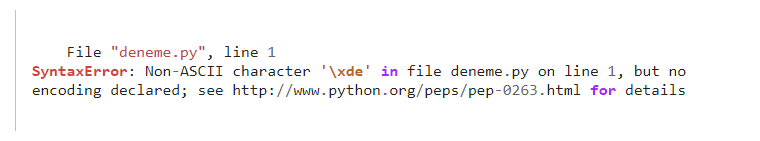 File "deneme.py", line 1
SyntaxError: Non-ASCII character '\xde' in file deneme.py on line 1, but no
encoding declared; see http://www.python.org/peps/pep-0263.html for details